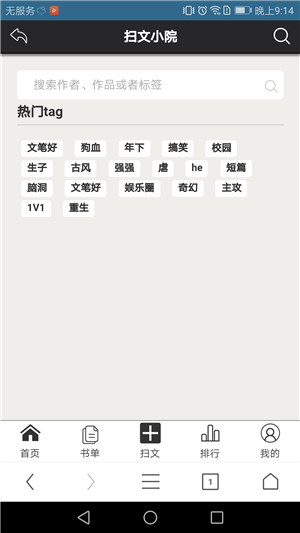 无服务 晚上9:14
扫文小院
搜索作者、作品或者标签
热门tag
文笔好 狗血 年下 搞笑 校园
生子 古风 强强 虐 he 短篇
脑洞 文笔好 娱乐圈 奇幻 主攻
1V1 重生
首页 书单 扫文 排行 我的
1